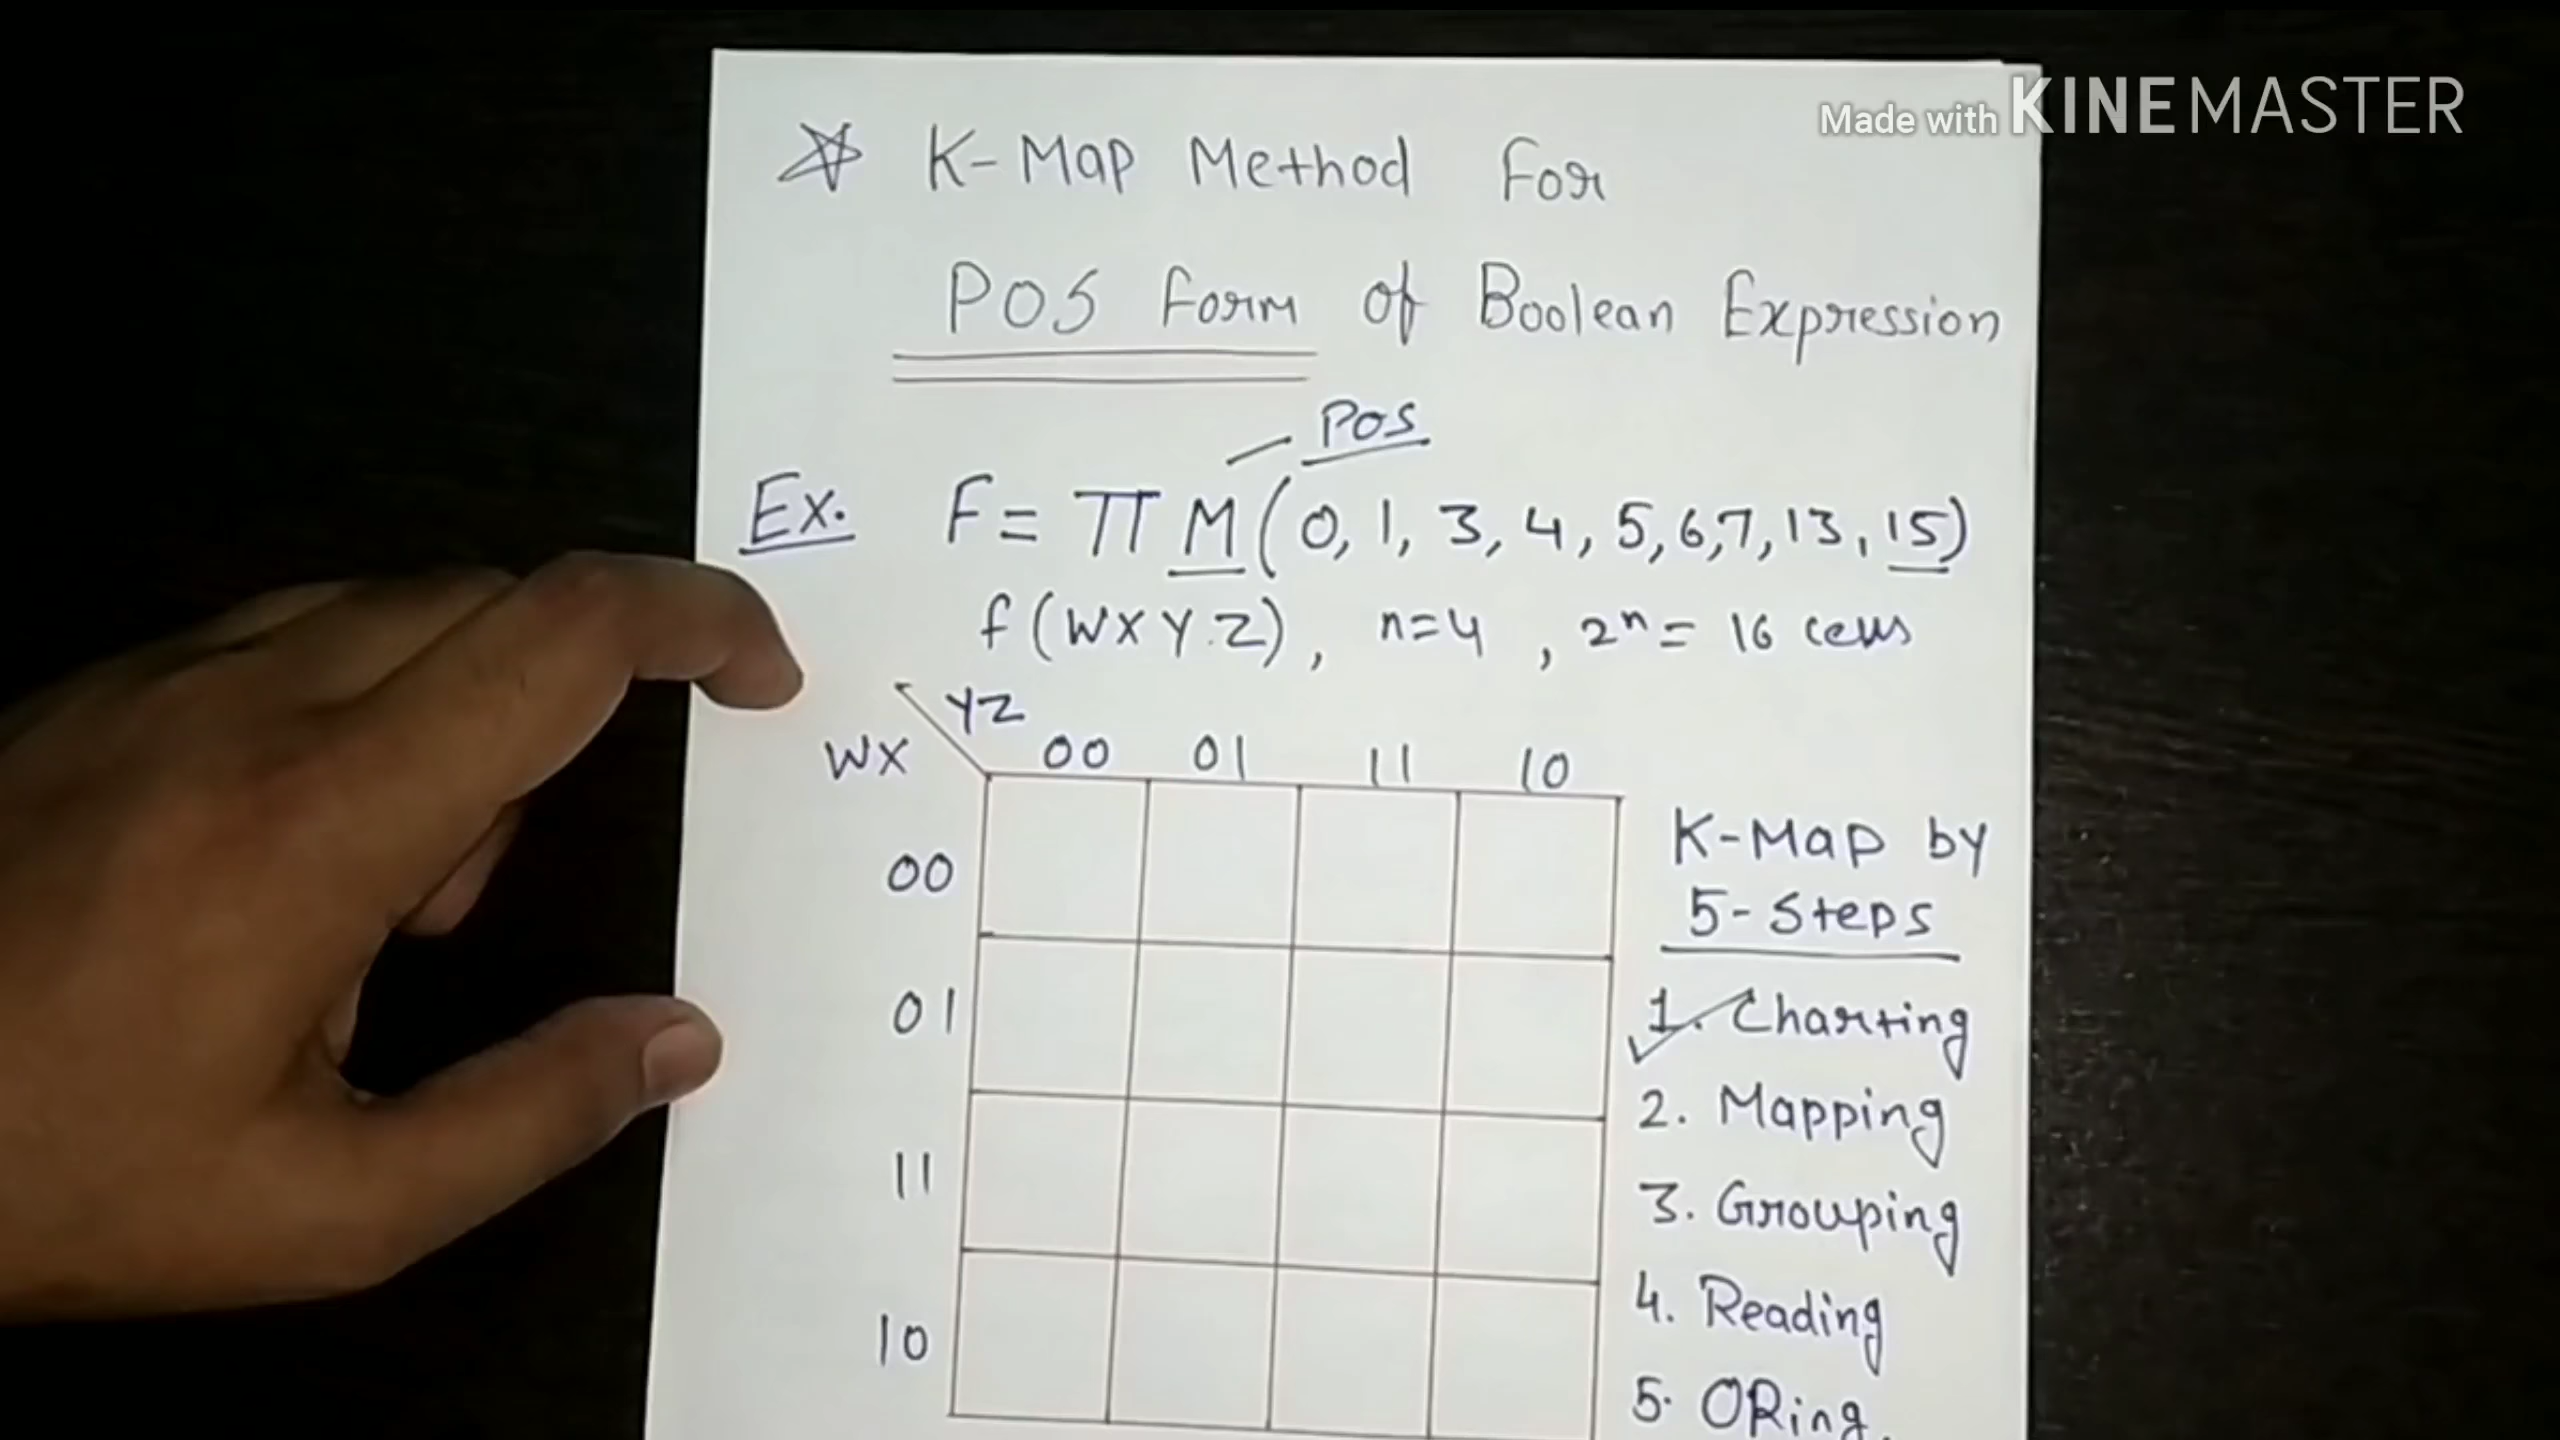 Made with KINEMASTER
K-Map Method For
POS Form of Boolean Expression
POS
Ex. F = π M (0, 1, 3, 4, 5, 6, 7, 13, 15)
f (W X Y Z), n=4, 2ⁿ = 16 cells
YZ
WX 00 01 11 10
00
01
11
10
K-Map by
5-Steps
1. Charting
2. Mapping
3. Grouping
4. Reading
5. ORing.